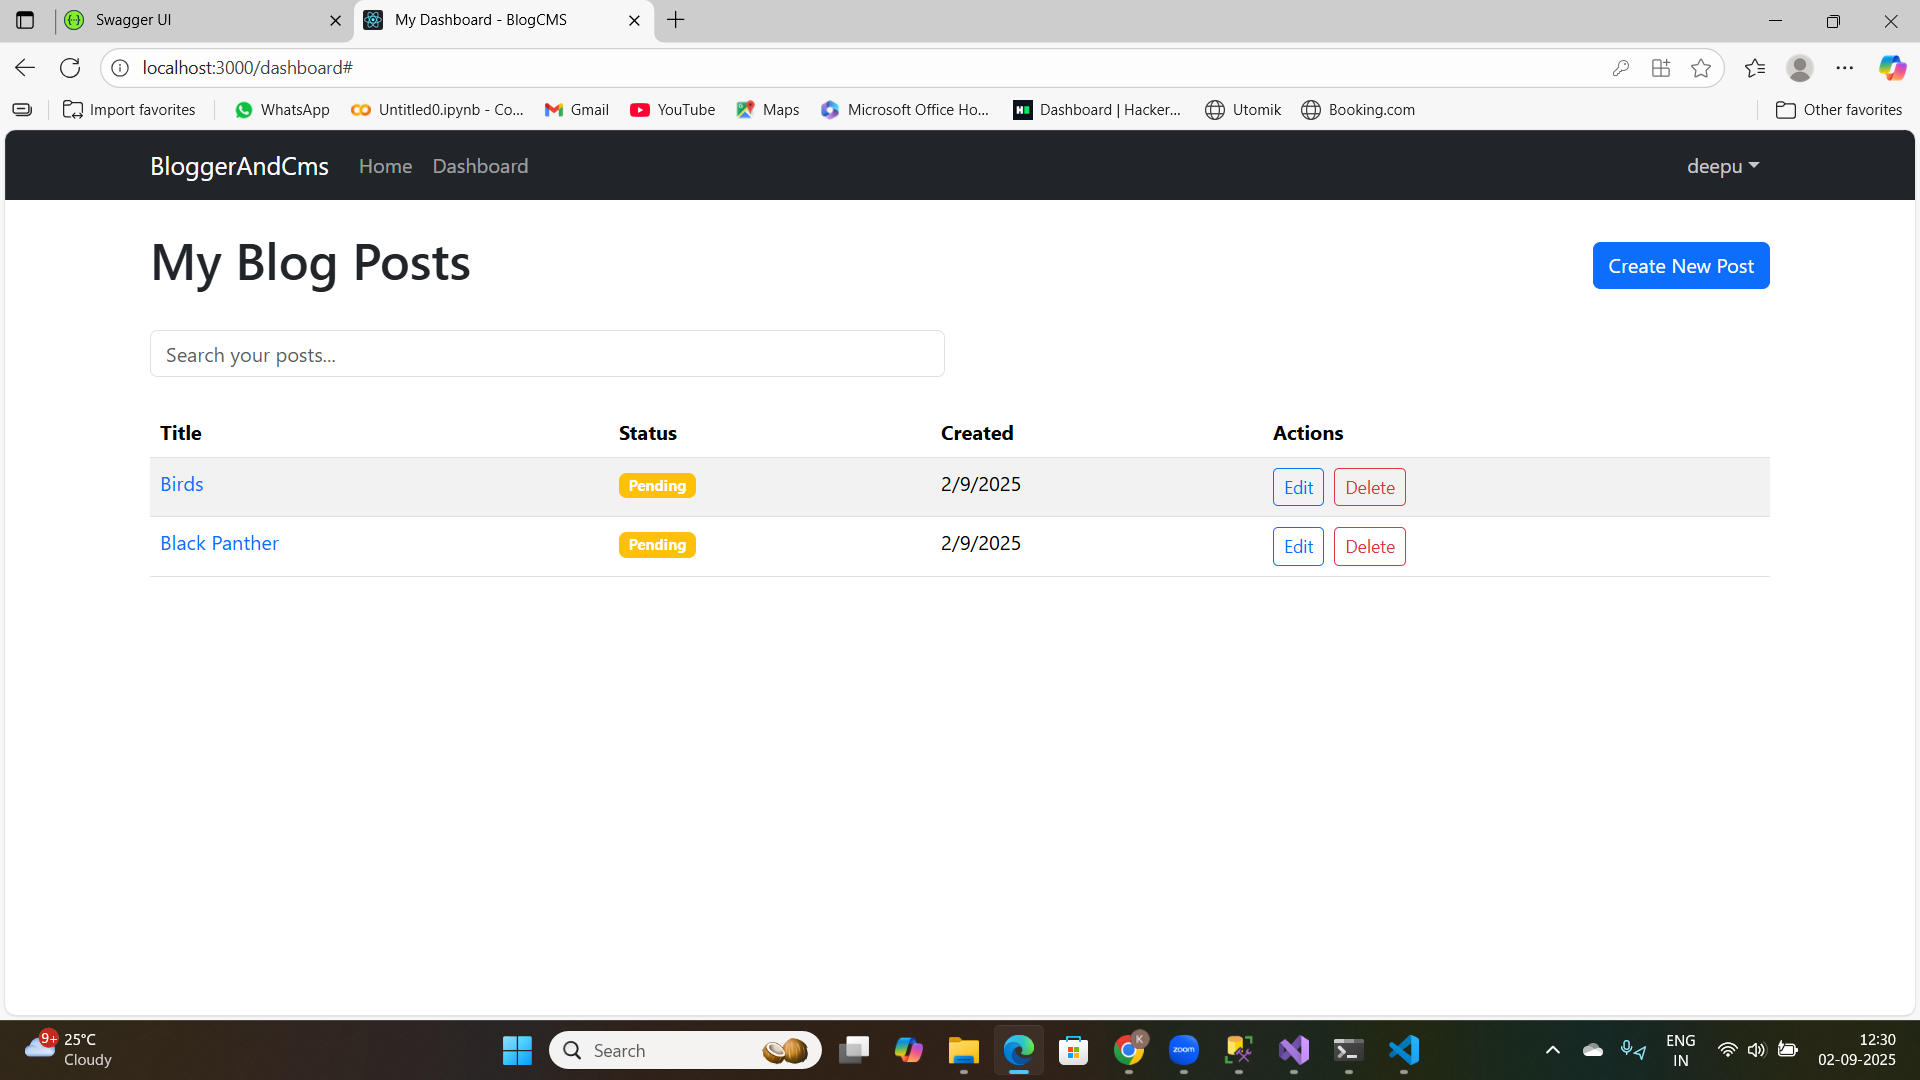 Swagger UI
My Dashboard - BlogCMS
localhost:3000/dashboard#
Import favorites
WhatsApp
Untitled0.ipynb - Co...
Gmail
YouTube
Maps
Microsoft Office Ho...
Dashboard | Hacker...
Utomik
Booking.com
Other favorites
BloggerAndCms
Home
Dashboard
deepu
My Blog Posts
Create New Post
Search your posts...
Title Status Created Actions
Birds Pending 2/9/2025 Edit Delete
Black Panther Pending 2/9/2025 Edit Delete
9+
25°C
Cloudy
Search
K
zoom
ENG
IN
12:30
02-09-2025